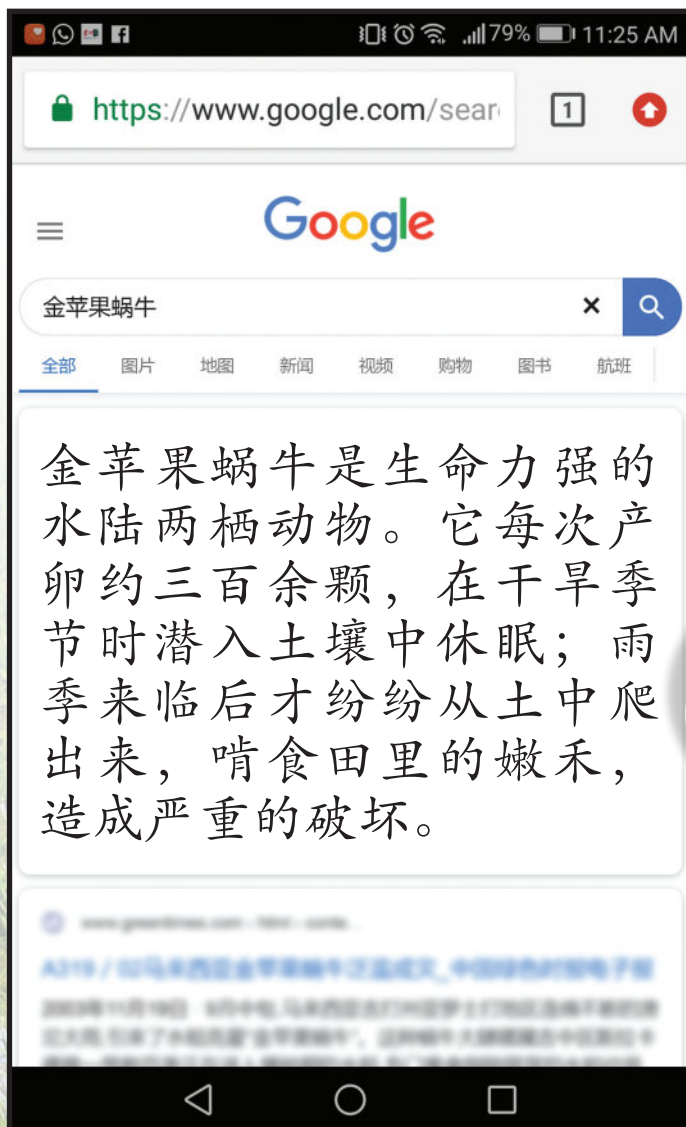 79% 11:25 AM
https://www.google.com/sear
1
Google
金苹果蜗牛
全部 图片 地图 新闻 视频 购物 图书 航班
金苹果蜗牛是生命力强的
水陆两栖动物。它每次产
卵约三百余颗，在干旱季
节时潜入土壤中休眠；雨
季来临后才纷纷从土中爬
出来，啃食田里的嫩禾，
造成严重的破坏。